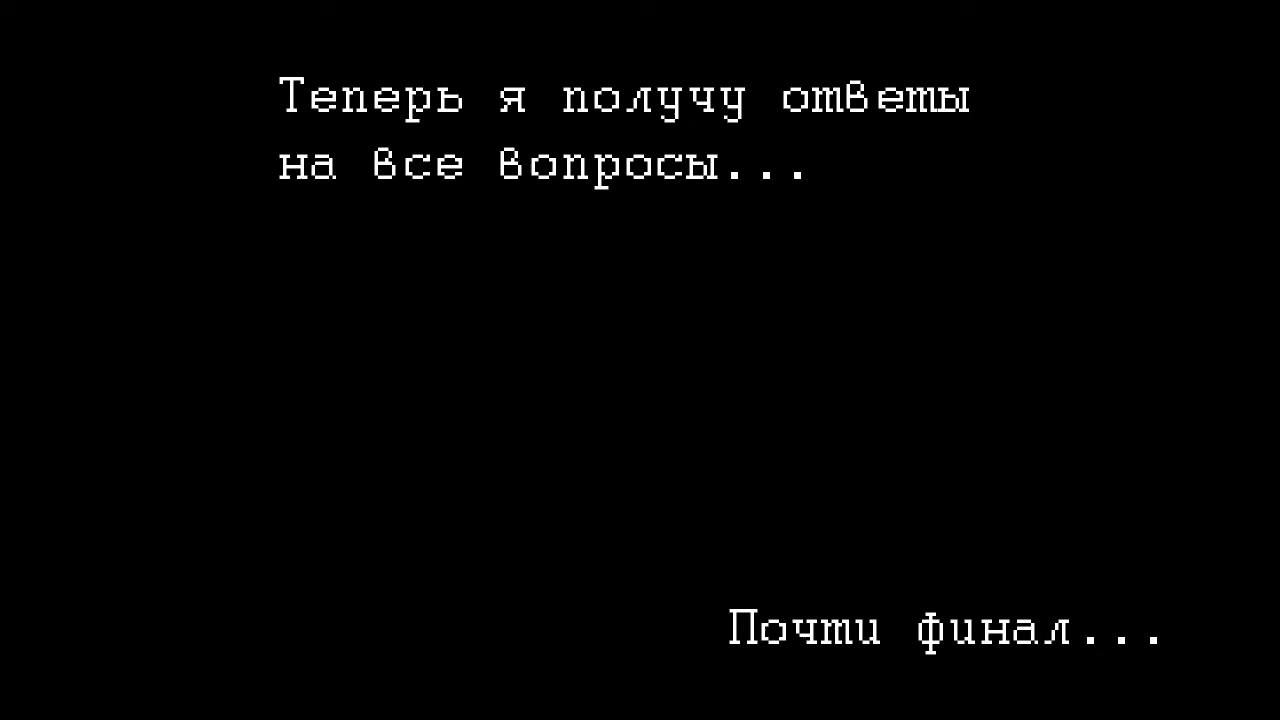 Теперь я получу ответы
на все вопросы...
Почти финал...